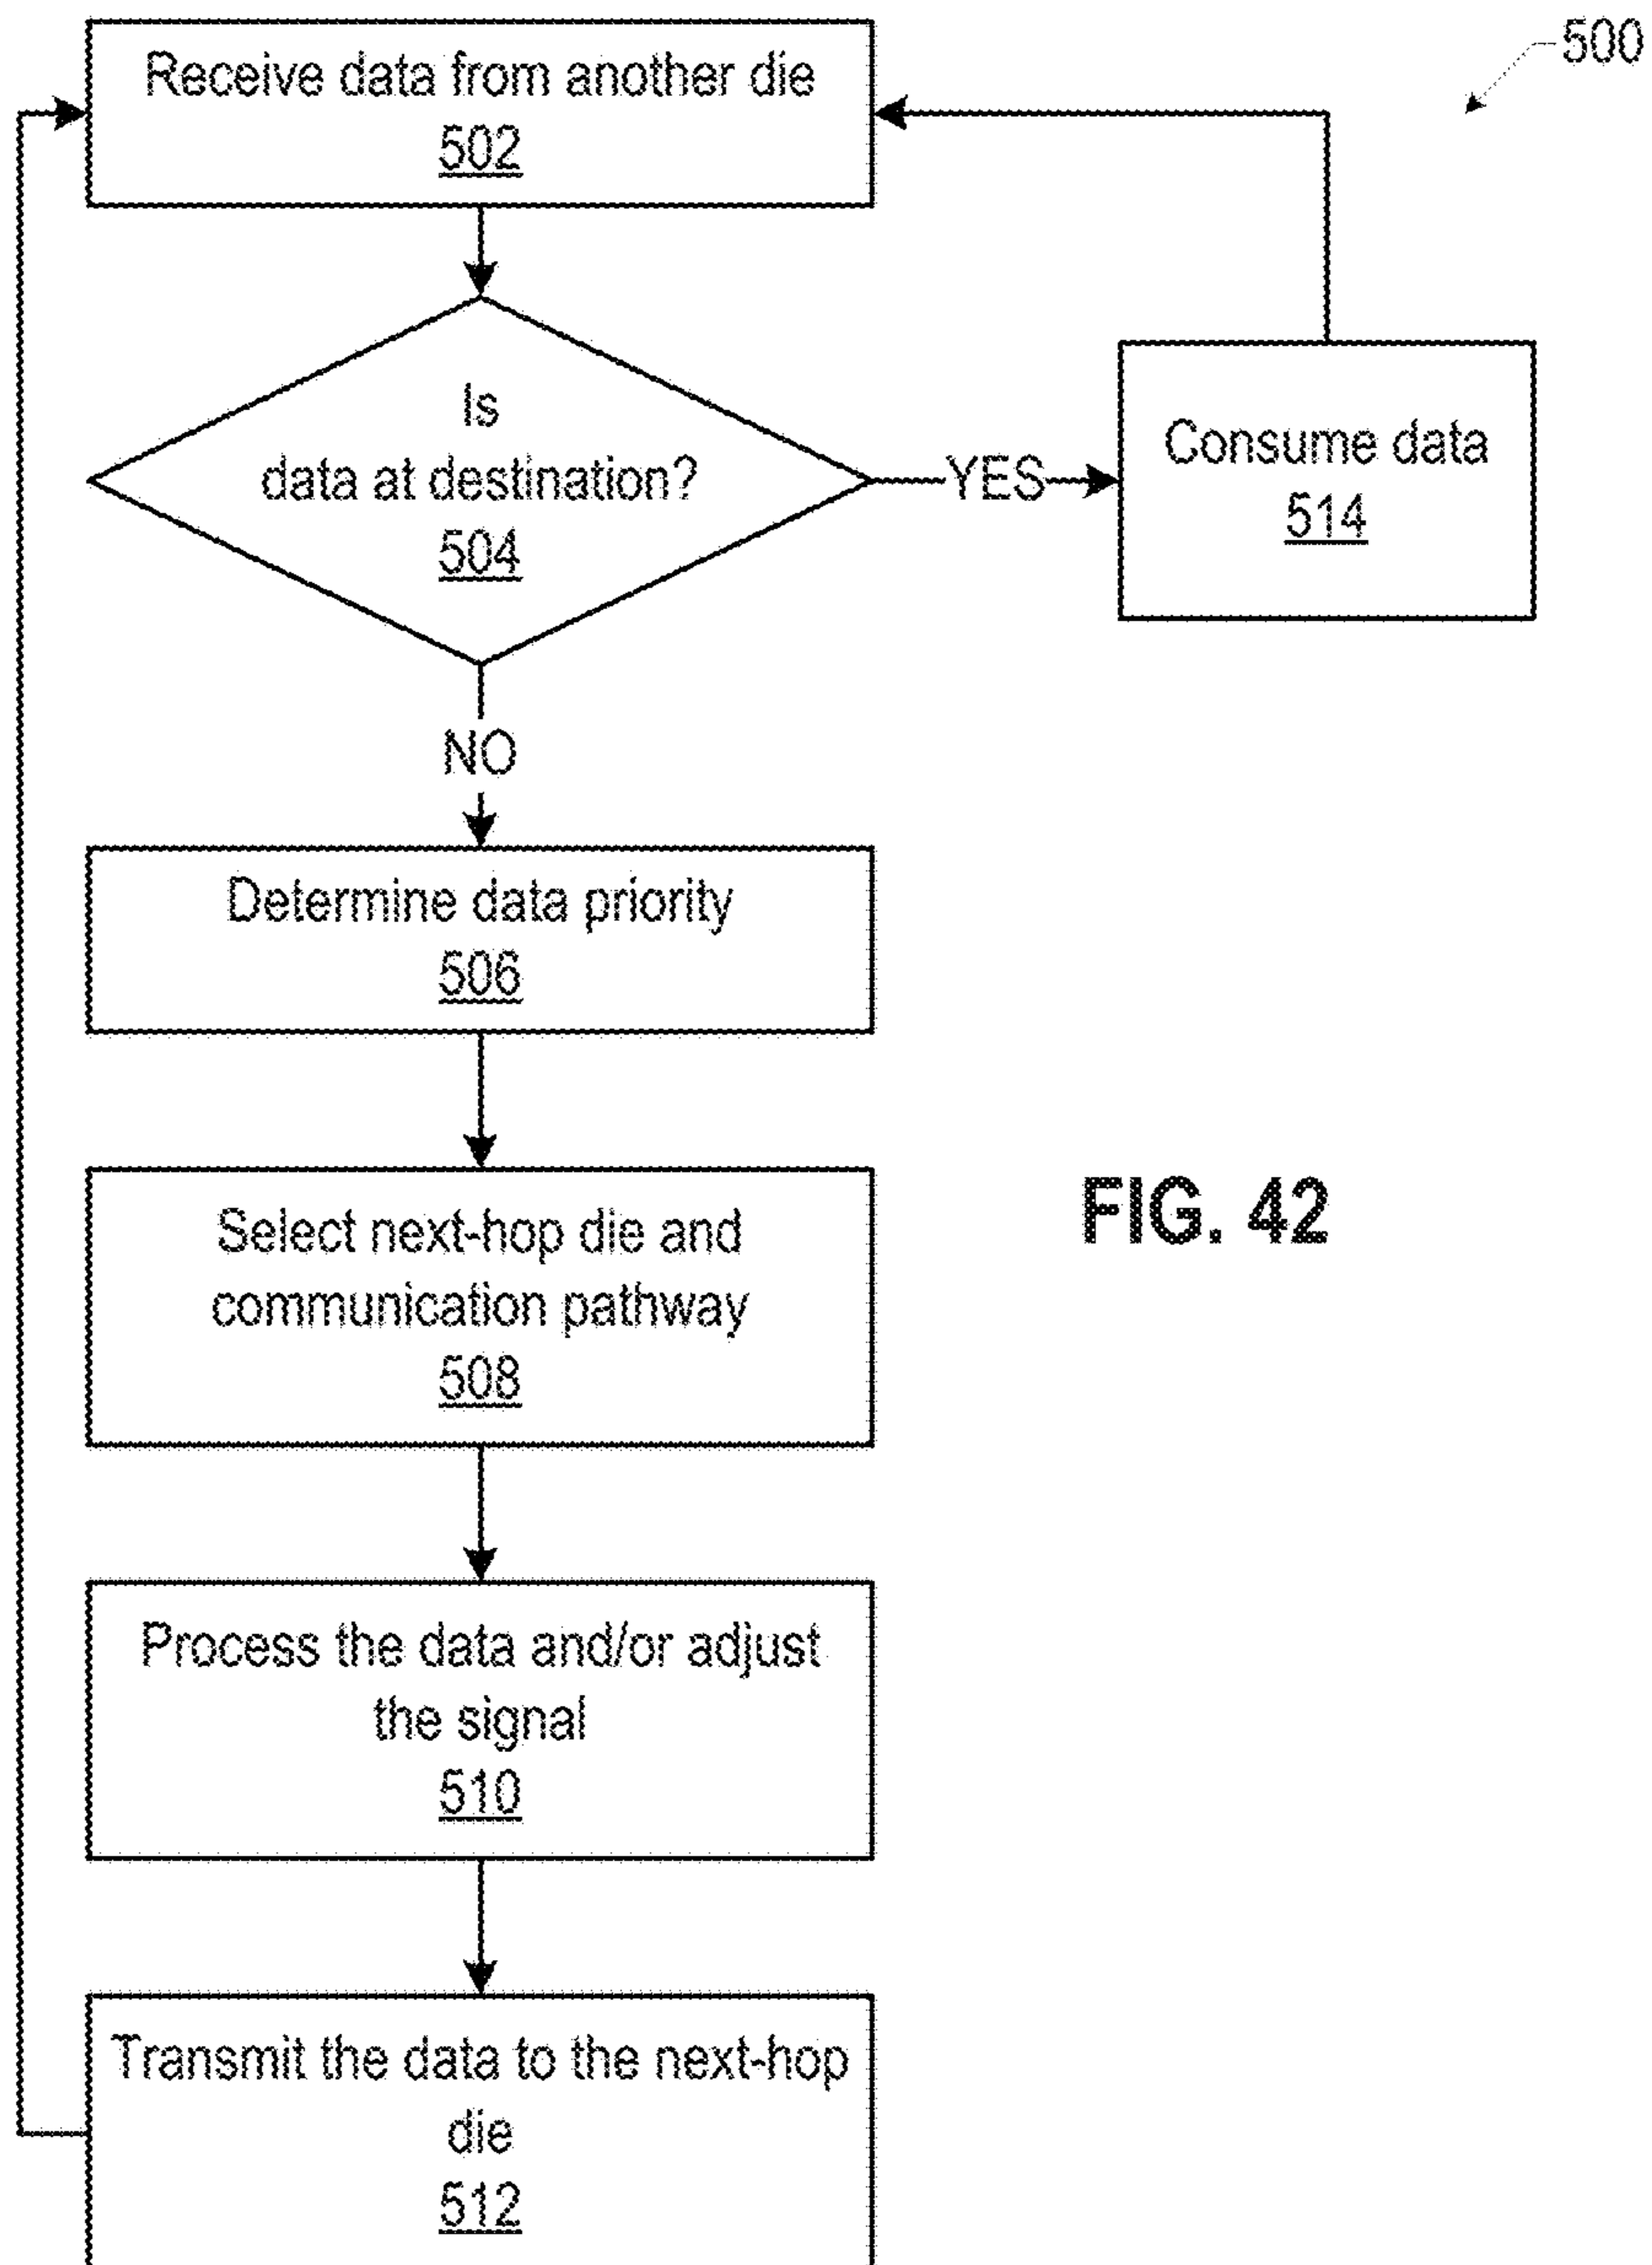 500
Receive data from another die
502
Is
data at destination?
504
YES
Consume data
514
NO
Determine data priority
506
Select next-hop die and
communication pathway
508
FIG. 42
Process the data and/or adjust
the signal
510
Transmit the data to the next-hop
die
512